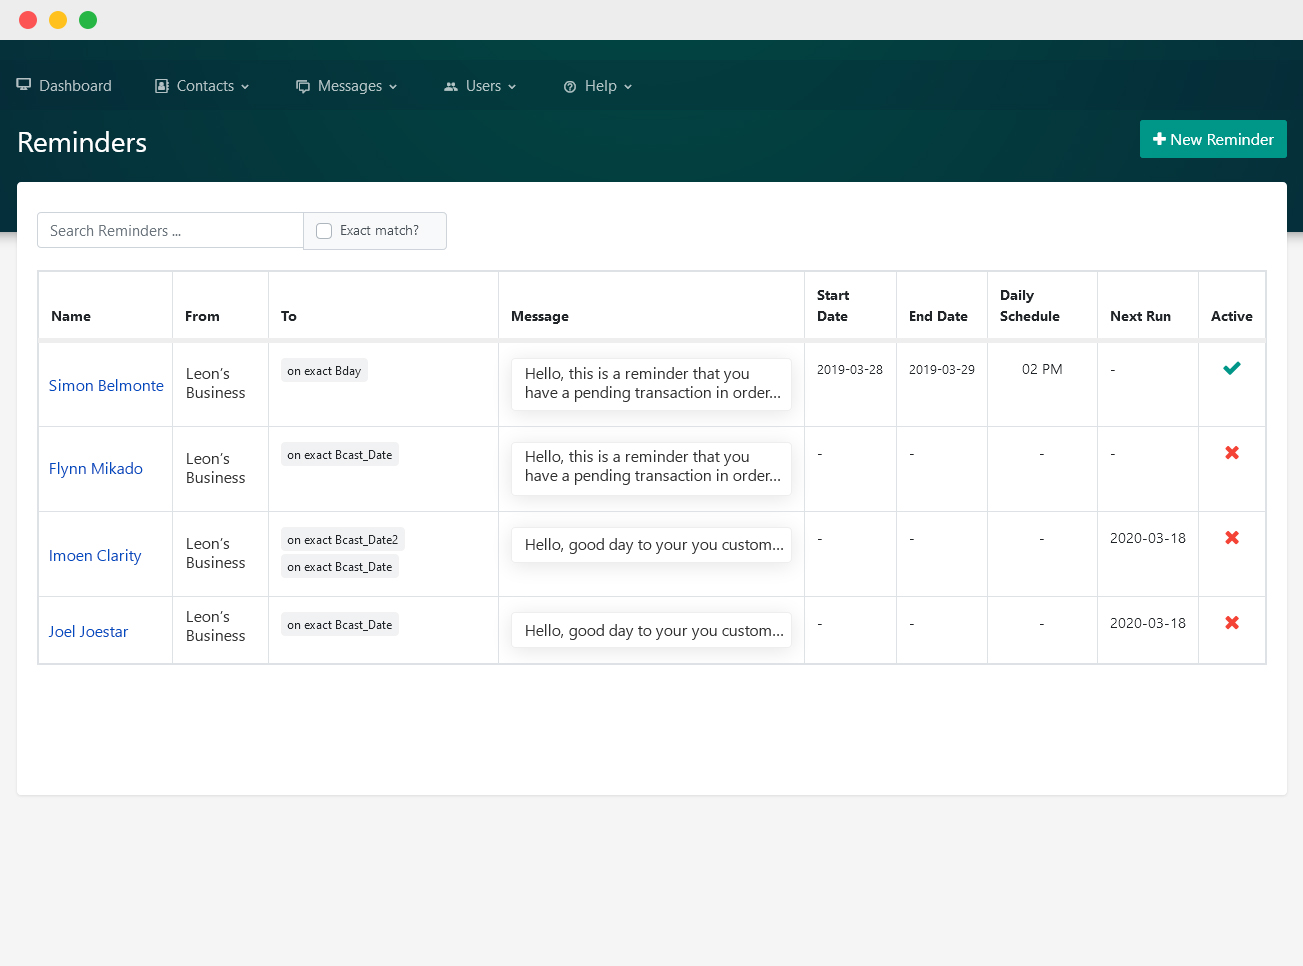 Dashboard Contacts Messages Users Help
Reminders
New Reminder
Search Reminders ...
Exact match?
Name From To Message Start Date End Date Daily Schedule Next Run Active
Simon Belmonte
Leon’s
Business
on exact Bday
Hello, this is a reminder that you
have a pending transaction in order...
2019-03-28 2019-03-29 02 PM -
Flynn Mikado
Leon’s
Business
on exact Bcast_Date
Hello, this is a reminder that you
have a pending transaction in order...
- - - -
Imoen Clarity
Leon’s
Business
on exact Bcast_Date2
on exact Bcast_Date
Hello, good day to your you custom...
- - - 2020-03-18
Joel Joestar
Leon’s
Business
on exact Bcast_Date
Hello, good day to your you custom...
- - - 2020-03-18